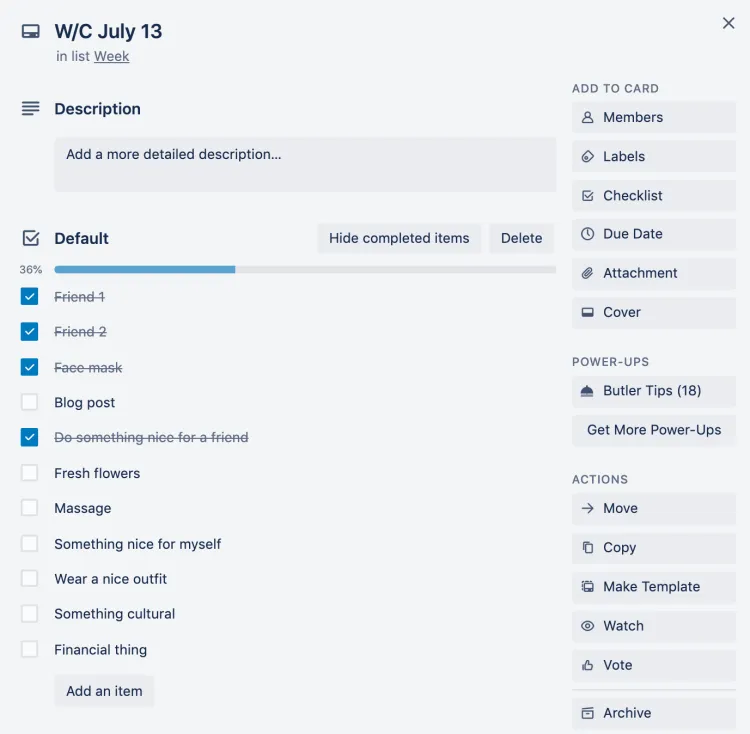 W/C July 13
in list Week
Description
Add a more detailed description...
Default
Hide completed items
Delete
36%
Friend 1
Friend 2
Face mask
Blog post
Do something nice for a friend
Fresh flowers
Massage
Something nice for myself
Wear a nice outfit
Something cultural
Financial thing
Add an item
ADD TO CARD
Members
Labels
Checklist
Due Date
Attachment
Cover
POWER-UPS
Butler Tips (18)
Get More Power-Ups
ACTIONS
Move
Copy
Make Template
Watch
Vote
Archive